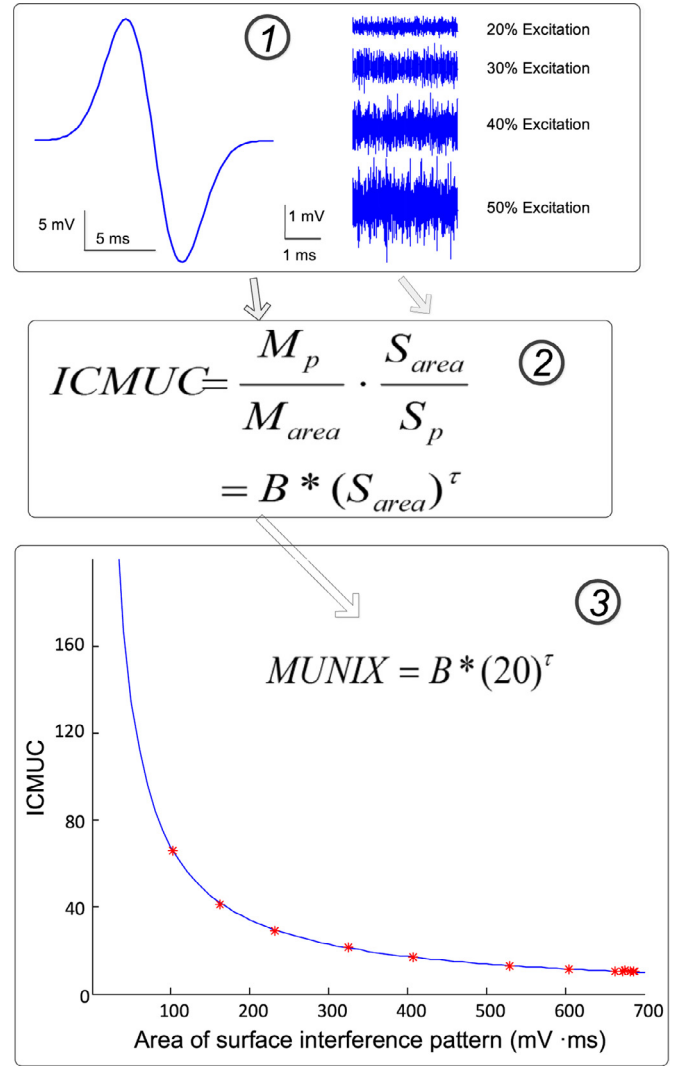 1
20% Excitation
30% Excitation
40% Excitation
50% Excitation
5 mV
5 ms
1 mV
1 ms
2
ICMUC= M_p / M_area · S_area / S_p
= B * (S_area)^τ
3
MUNIX = B * (20)^τ
ICMUC
160
120
80
40
0
100 200 300 400 500 600 700
Area of surface interference pattern (mV ·ms)